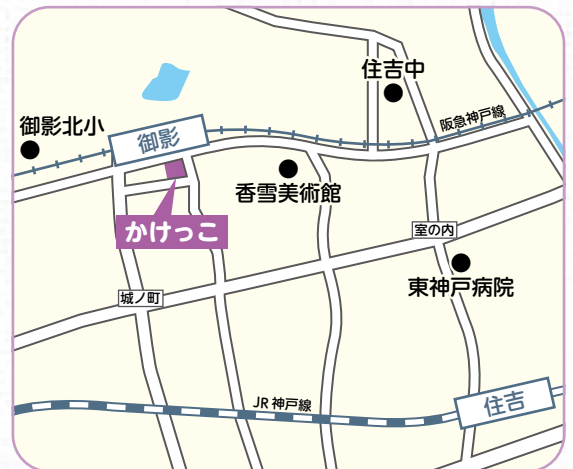 住吉中
阪急神戸線
御影北小
御影
香雪美術館
かけっこ
室の内
東神戸病院
城ノ町
JR 神戸線
住吉